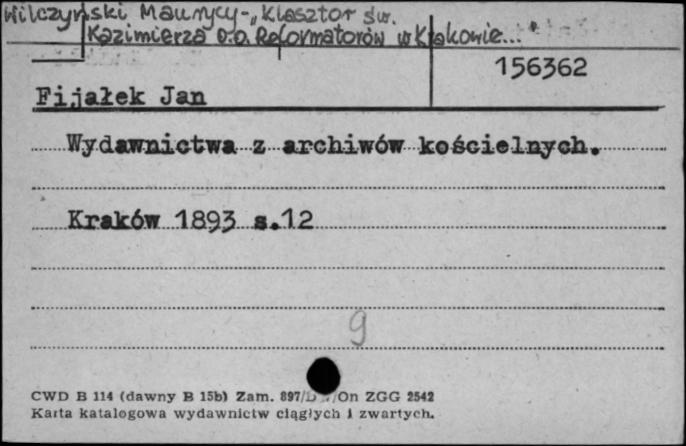 Wilczyński Maurycy - „Klasztor św.
Kazimierza o.o. Reformatorów w Krakowie..."
156362
Fijałek Jan
Wydawnictwa z archiwów kościelnych.
Kraków 1893 s.12
9
CWD B 114 (dawny B 15b) Zam. 897/D /On ZGG 2542
Karta katalogowa wydawnictw ciągłych i zwartych.